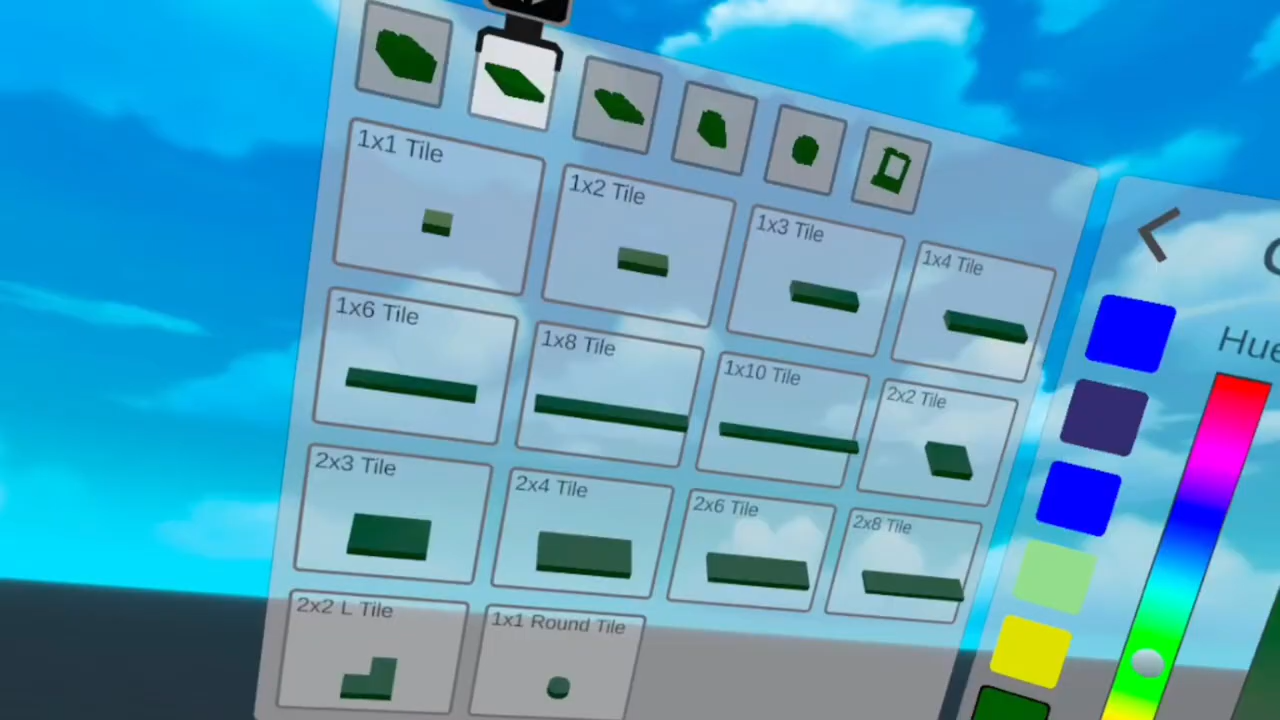 1x1 Tile
1x2 Tile
1x3 Tile
1x4 Tile
1x6 Tile
1x8 Tile
1x10 Tile
2x2 Tile
2x3 Tile
2x4 Tile
2x6 Tile
2x8 Tile
2x2 L Tile
1x1 Round Tile
Hue